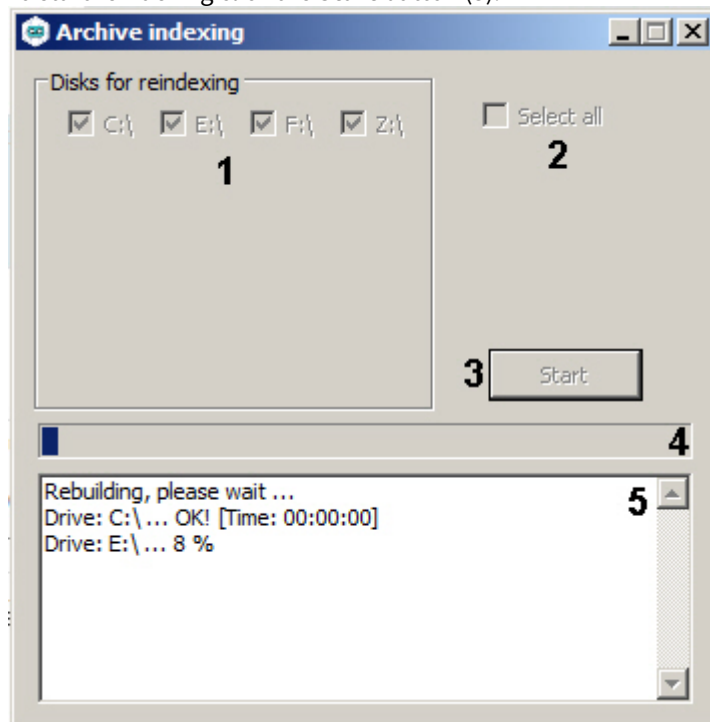 Archive indexing
Disks for reindexing
C:\ E:\ F:\ Z:\
Select all
1
2
3 Start
4
Rebuilding, please wait ...
5
Drive: C:\ ... OK! [Time: 00:00:00]
Drive: E:\ ... 8 %